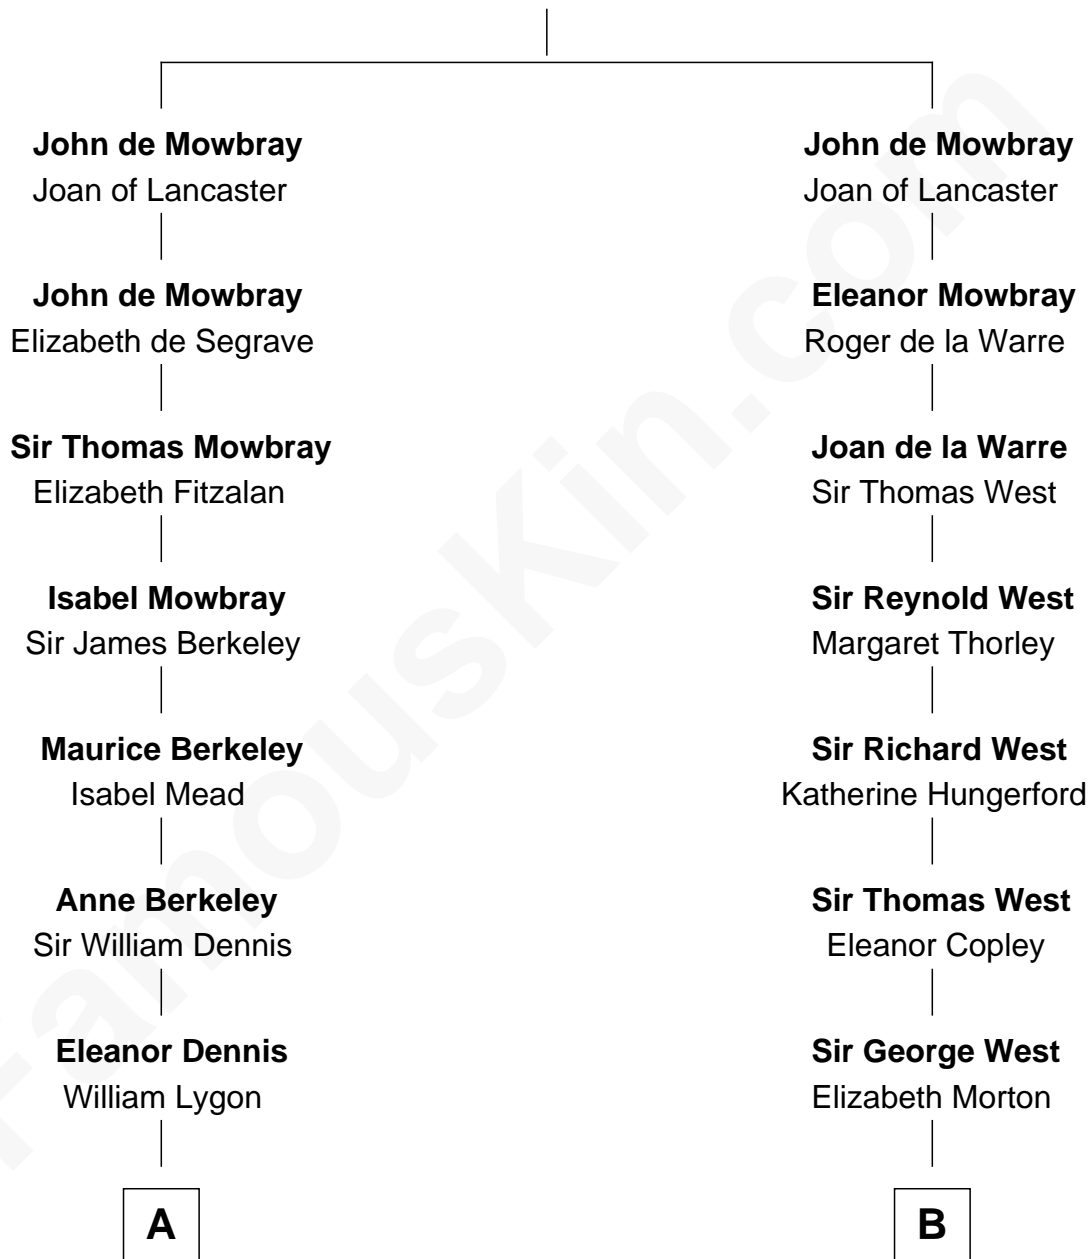 John de Mowbray
Joan of Lancaster
John de Mowbray
Elizabeth de Segrave
Sir Thomas Mowbray
Elizabeth Fitzalan
Isabel Mowbray
Sir James Berkeley
Maurice Berkeley
Isabel Mead
Anne Berkeley
Sir William Dennis
Eleanor Dennis
William Lygon
A
John de Mowbray
Joan of Lancaster
Eleanor Mowbray
Roger de la Warre
Joan de la Warre
Sir Thomas West
Sir Reynold West
Margaret Thorley
Sir Richard West
Katherine Hungerford
Sir Thomas West
Eleanor Copley
Sir George West
Elizabeth Morton
B
FamousKin.com